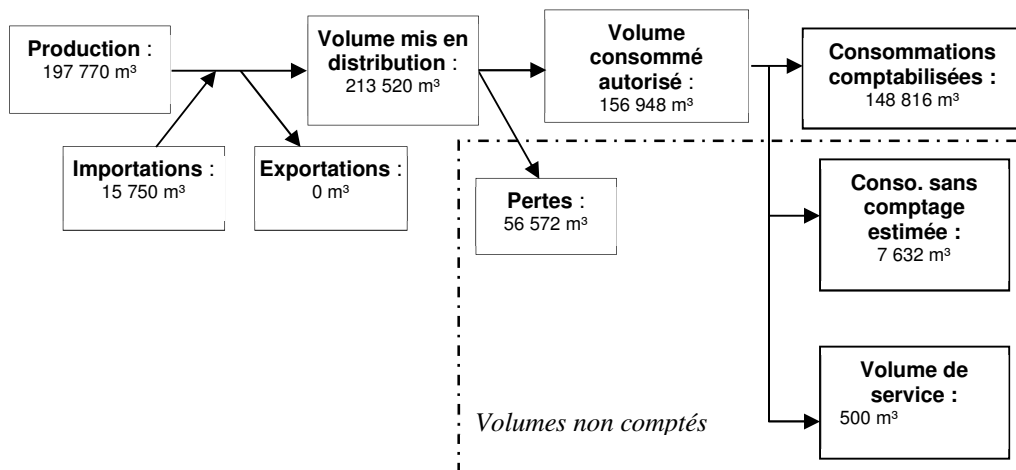 Production :
197 770 m³
Volume mis en
distribution :
213 520 m³
Volume
consommé
autorisé :
156 948 m³
Consommations
comptabilisées :
148 816 m³
Importations :
15 750 m³
Exportations :
0 m³
Pertes :
56 572 m³
Conso. sans
comptage
estimée :
7 632 m³
Volume de
service :
500 m³
Volumes non comptés